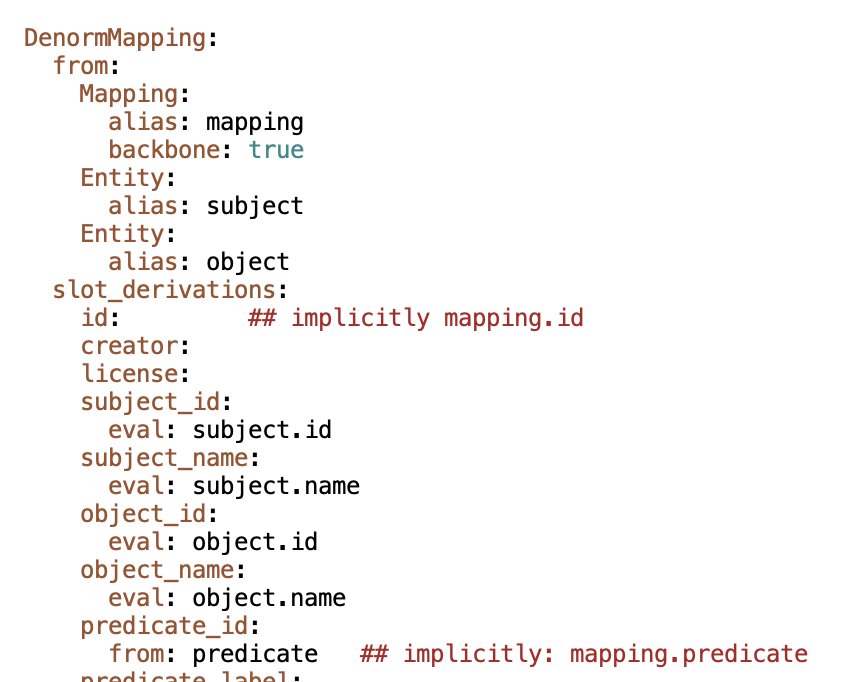 DenormMapping:
  from:
    Mapping:
      alias: mapping
      backbone: true
    Entity:
      alias: subject
    Entity:
      alias: object
  slot_derivations:
    id:         ## implicitly mapping.id
    creator:
    license:
    subject_id:
      eval: subject.id
    subject_name:
      eval: subject.name
    object_id:
      eval: object.id
    object_name:
      eval: object.name
    predicate_id:
      from: predicate   ## implicitly: mapping.predicate
    predicate_label: